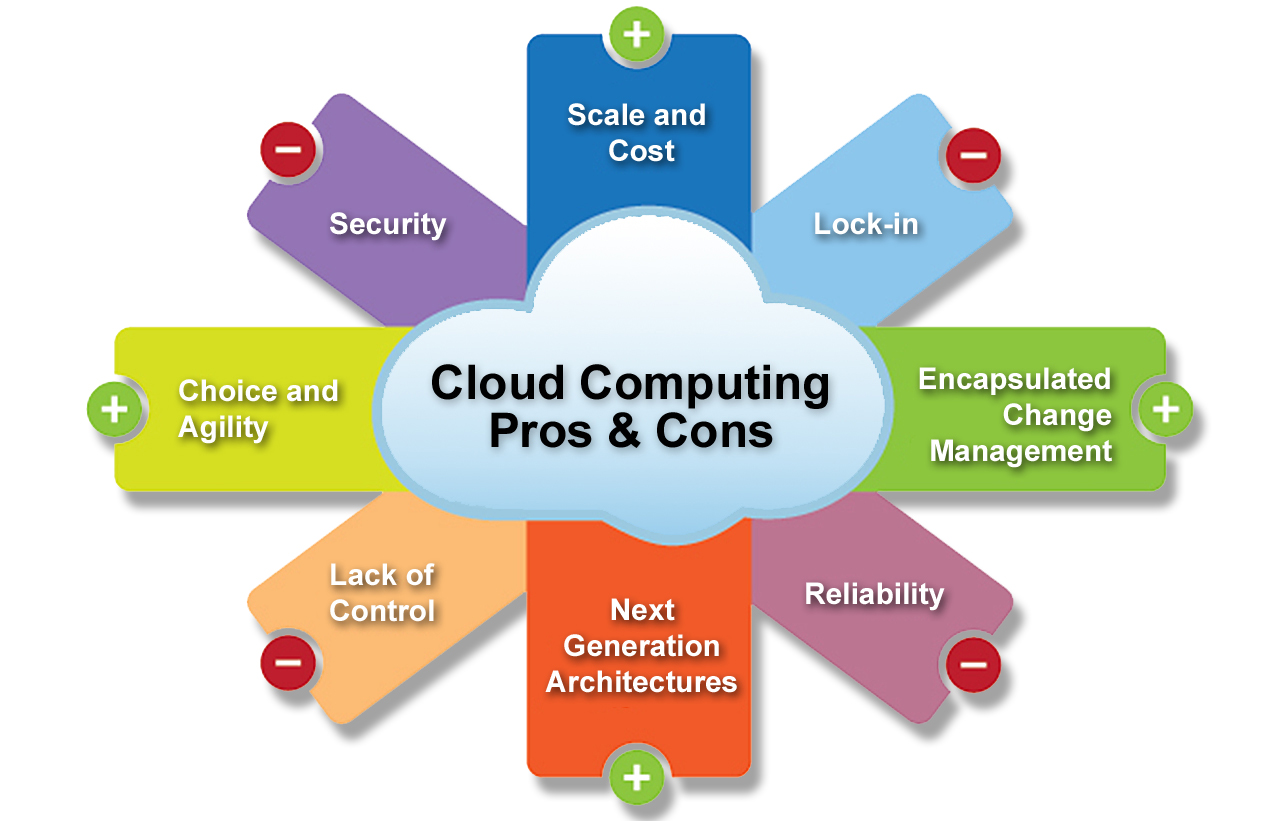 Scale and
Cost
Security
Lock-in
Cloud Computing
Pros & Cons
Choice and
Agility
Encapsulated
Change
Management
Lack of
Control
Next
Generation
Architectures
Reliability